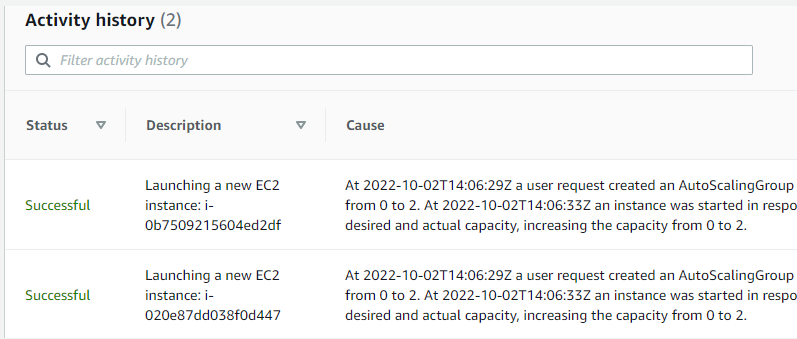 Activity history (2)
Filter activity history
Status Description Cause
Launching a new EC2 At 2022-10-02T14:06:29Z a user request created an AutoScalingGroup
Successful instance: i- from 0 to 2. At 2022-10-02T14:06:33Z an instance was started in
0b7509215604ed2df desired and actual capacity, increasing the capacity from 0 to 2.
Launching a new EC2 At 2022-10-02T14:06:29Z a user request created an AutoScalingGroup
Successful instance: i- from 0 to 2. At 2022-10-02T14:06:33Z an instance was started in
020e87dd038f0d447 desired and actual capacity, increasing the capacity from 0 to 2.